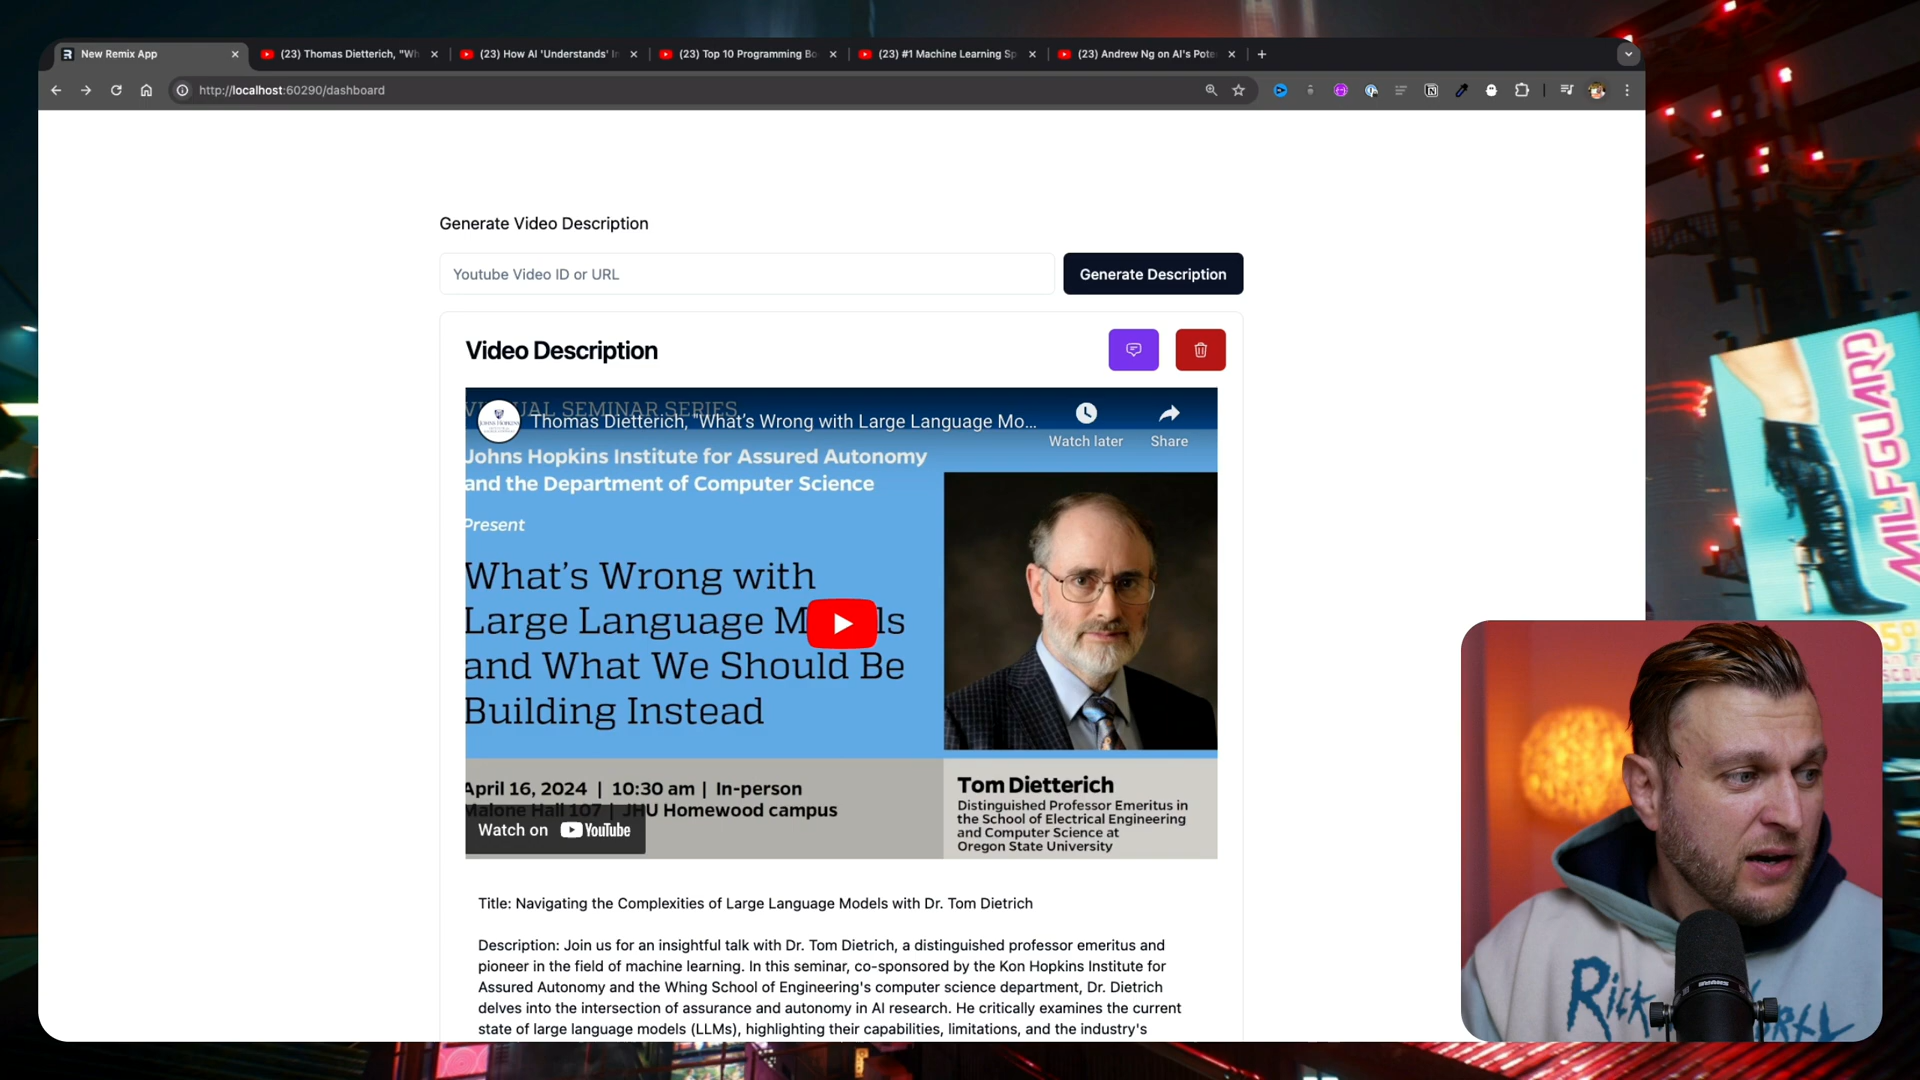 New Remix App
(23) Thomas Dietterich, "Wh
(23) How AI 'Understands' I
(23) Top 10 Programming Bo
(23) #1 Machine Learning Sp
(23) Andrew Ng on AI's Pote
http://localhost:60290/dashboard
Generate Video Description
Youtube Video ID or URL
Generate Description
Video Description
VIRTUAL SEMINAR SERIES
Thomas Dietterich, "What's Wrong with Large Language Mo...
Watch later
Share
Johns Hopkins Institute for Assured Autonomy
and the Department of Computer Science
Present
What's Wrong with
Large Language Models
and What We Should Be
Building Instead
April 16, 2024 | 10:30 am | In-person
Malone Hall 107 | JHU Homewood campus
Watch on YouTube
Tom Dietterich
Distinguished Professor Emeritus in
the School of Electrical Engineering
and Computer Science at
Oregon State University
Title: Navigating the Complexities of Large Language Models with Dr. Tom Dietrich
Description: Join us for an insightful talk with Dr. Tom Dietrich, a distinguished professor emeritus and
pioneer in the field of machine learning. In this seminar, co-sponsored by the Kon Hopkins Institute for
Assured Autonomy and the Whing School of Engineering's computer science department, Dr. Dietrich
delves into the intersection of assurance and autonomy in AI research. He critically examines the current
state of large language models (LLMs), highlighting their capabilities, limitations, and the industry's
MILFGUARD